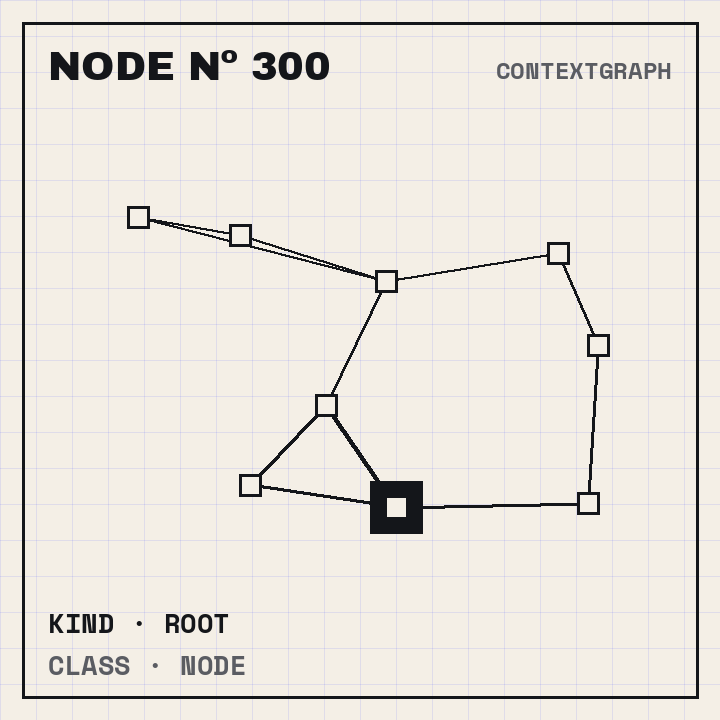 NODE Nº 300
CONTEXTGRAPH
KIND · ROOT
CLASS · NODE